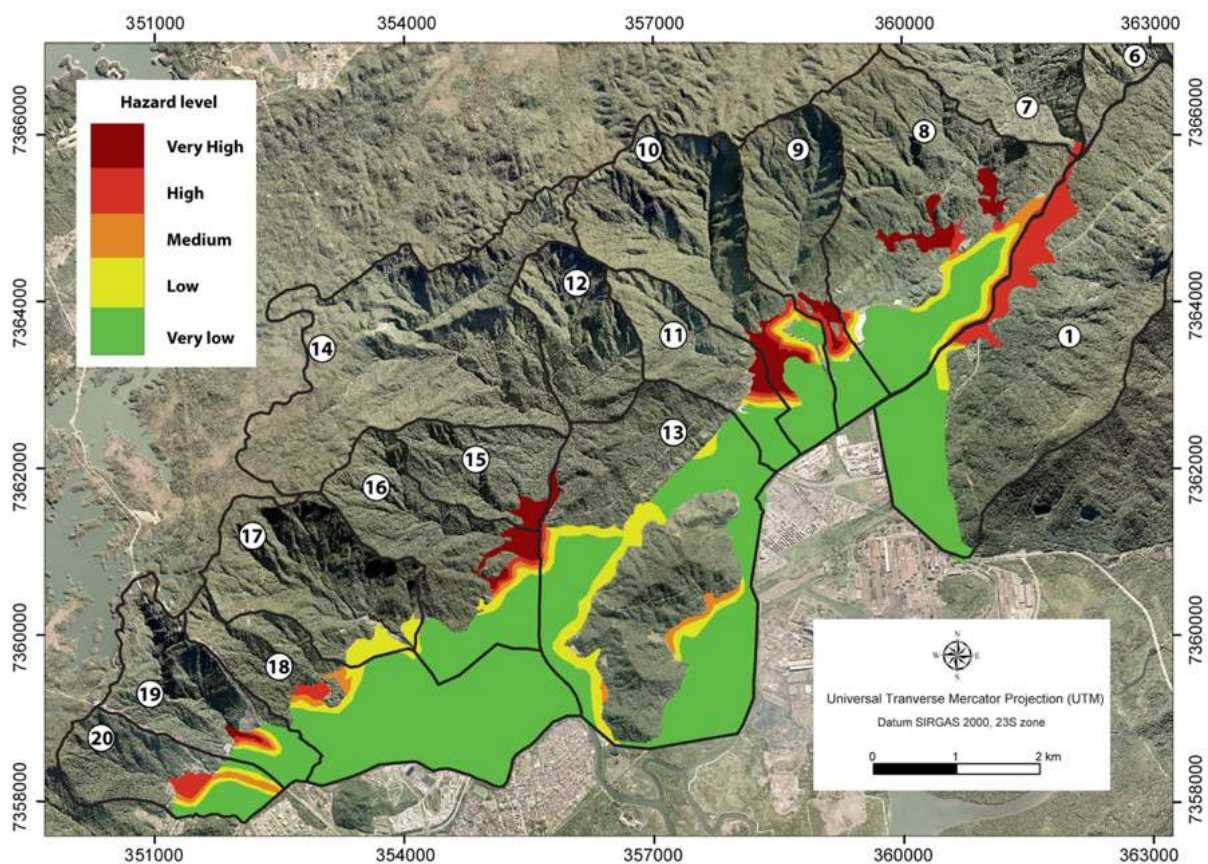 351000 354000 357000 360000 363000
Hazard level
Very High
High
Medium
Low
Very low
7366000
7364000
7362000
7360000
7358000
6
7
8
9
10
12
11
14
1
13
15
16
17
18
19
20
7366000
7364000
7362000
7360000
7358000
N
W E
S
Universal Tranverse Mercator Projection (UTM)
Datum SIRGAS 2000, 23S zone
0 1 2 km
351000 354000 357000 360000 363000